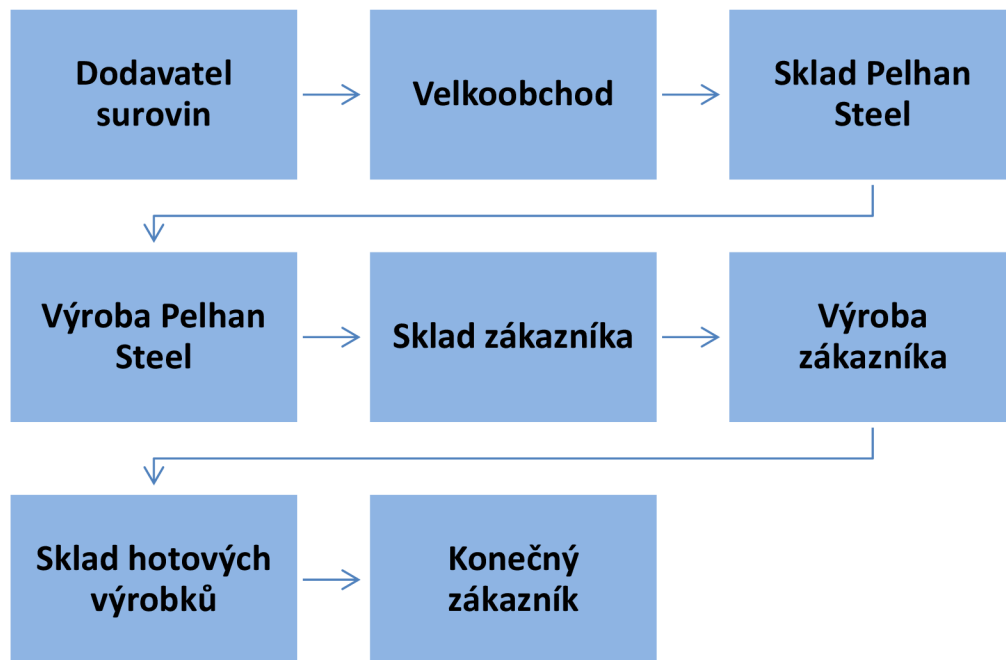 Dodavatel
surovin
Velkoobchod
Sklad Pelhan
Steel
Výroba Pelhan
Steel
Sklad zákazníka
Výroba
zákazníka
Sklad hotových
výrobků
Konečný
zákazník